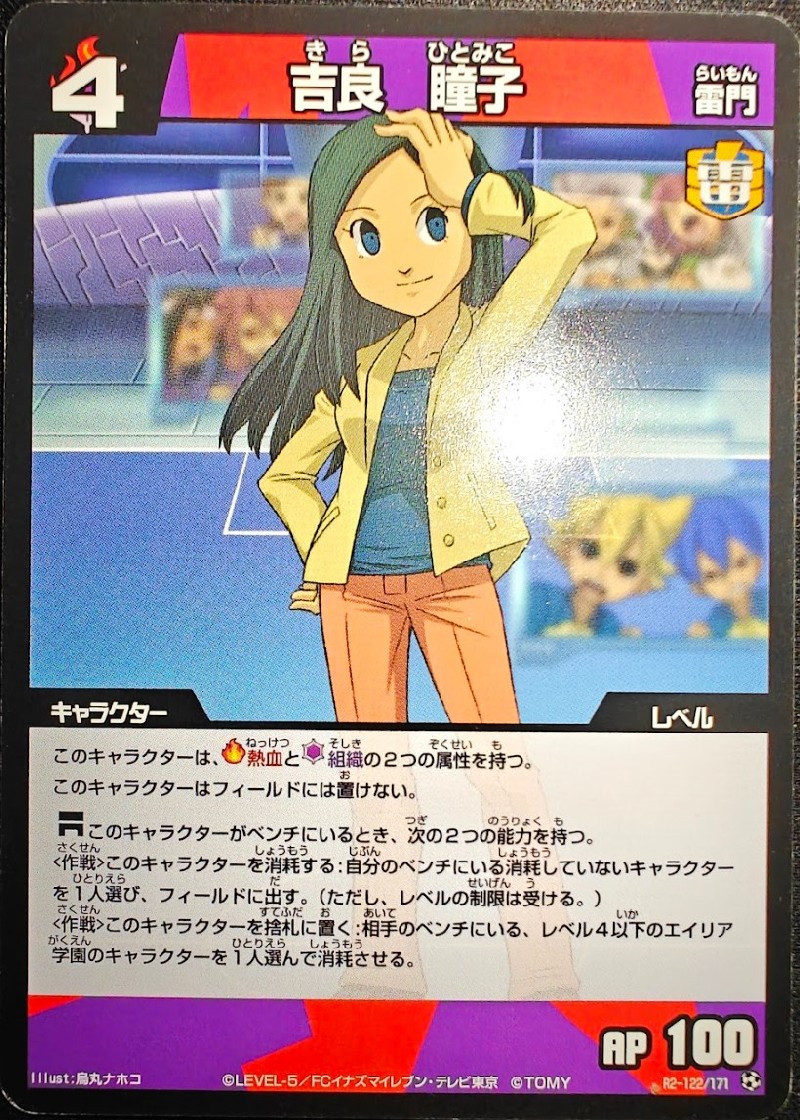 4
きら ひとみこ
吉良 瞳子
らいもん
雷門
雷
キャラクター
レベル
このキャラクターは、熱血と組織の2つの属性を持つ。
このキャラクターはフィールドには置けない。
このキャラクターがベンチにいるとき、次の2つの能力を持つ。
<作戦>このキャラクターを消耗する:自分のベンチにいる消耗していないキャラクター
を1人選び、フィールドに出す。(ただし、レベルの制限は受ける。)
<作戦>このキャラクターを捨札に置く:相手のベンチにいる、レベル4以下のエイリア
学園のキャラクターを1人選んで消耗させる。
AP 100
Illust;烏丸ナホコ
©LEVEL-5/FCイナズマイレブン・テレビ東京 ©TOMY
R2-122/171